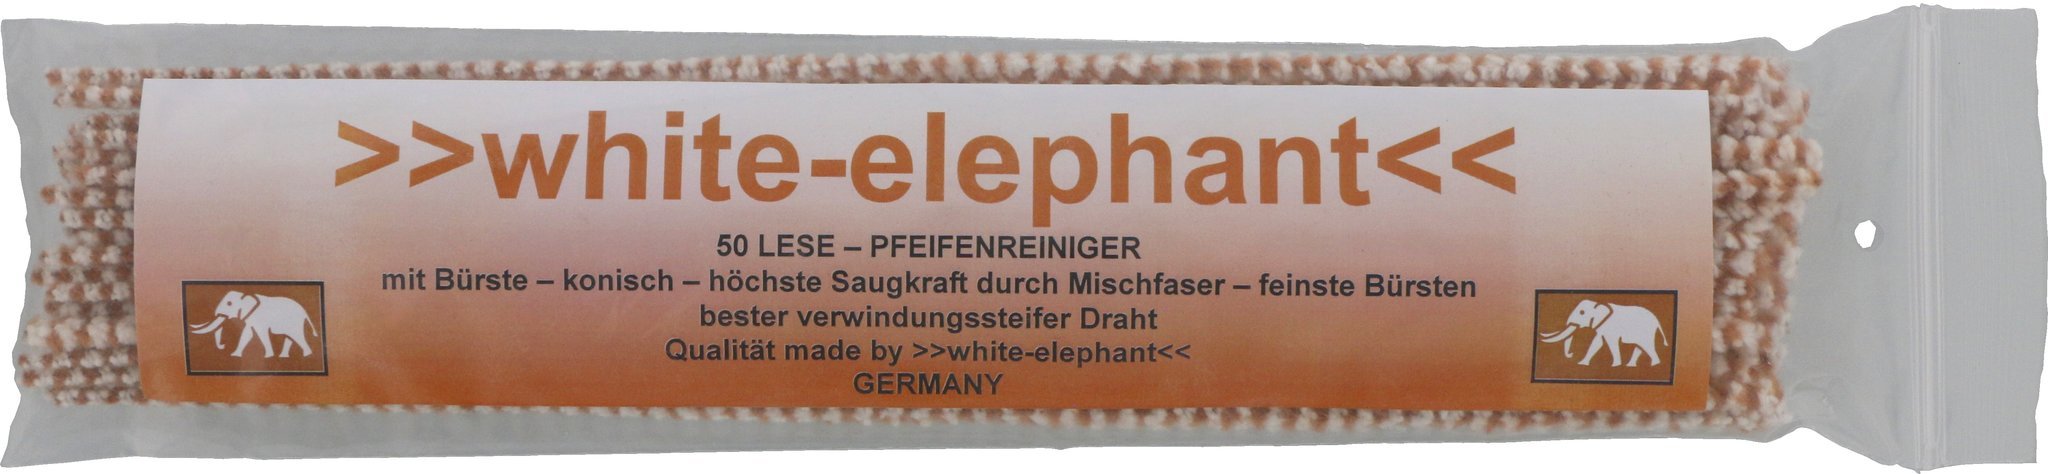 >>white-elephant<<
50 LESE – PFEIFENREINIGER
mit Bürste – konisch – höchste Saugkraft durch Mischfaser – feinste Bürsten
bester verwindungssteifer Draht
Qualität made by >>white-elephant<<
GERMANY